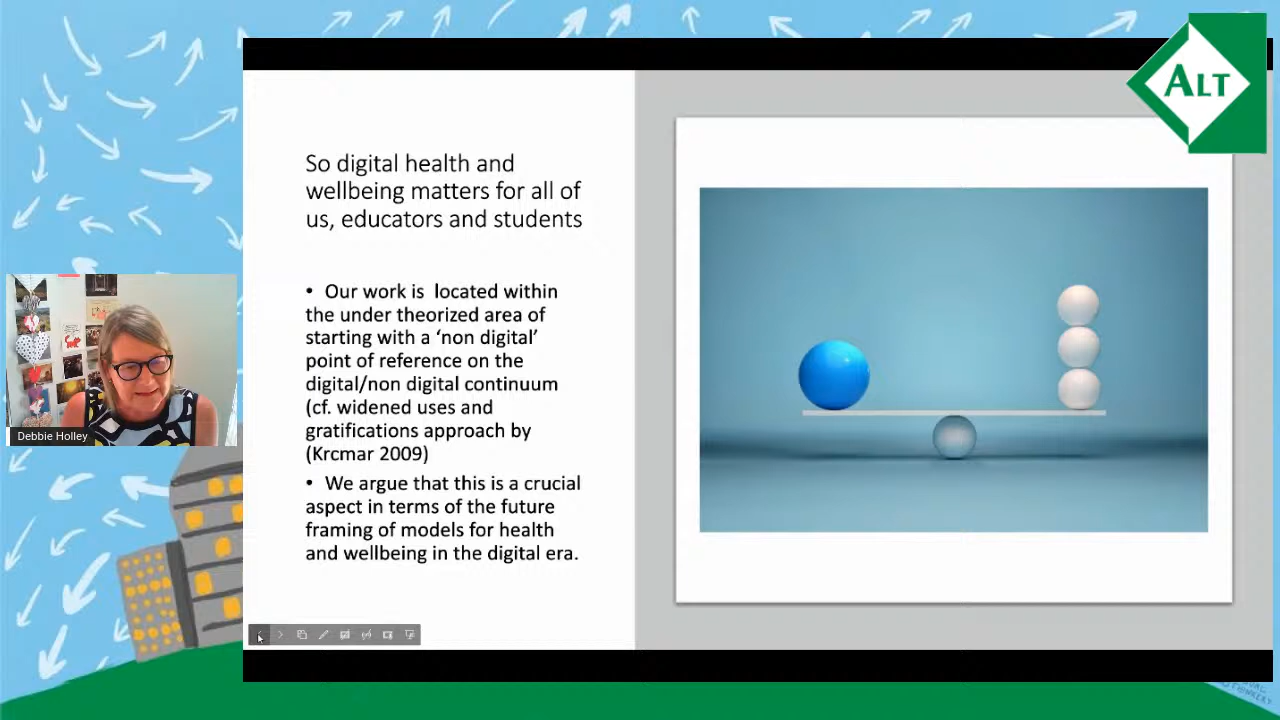 ALT
So digital health and
wellbeing matters for all of
us, educators and students
• Our work is  located within
the under theorized area of
starting with a ‘non digital’
point of reference on the
digital/non digital continuum
(cf. widened uses and
gratifications approach by
(Krcmar 2009)
• We argue that this is a crucial
aspect in terms of the future
framing of models for health
and wellbeing in the digital era.
Debbie Holley